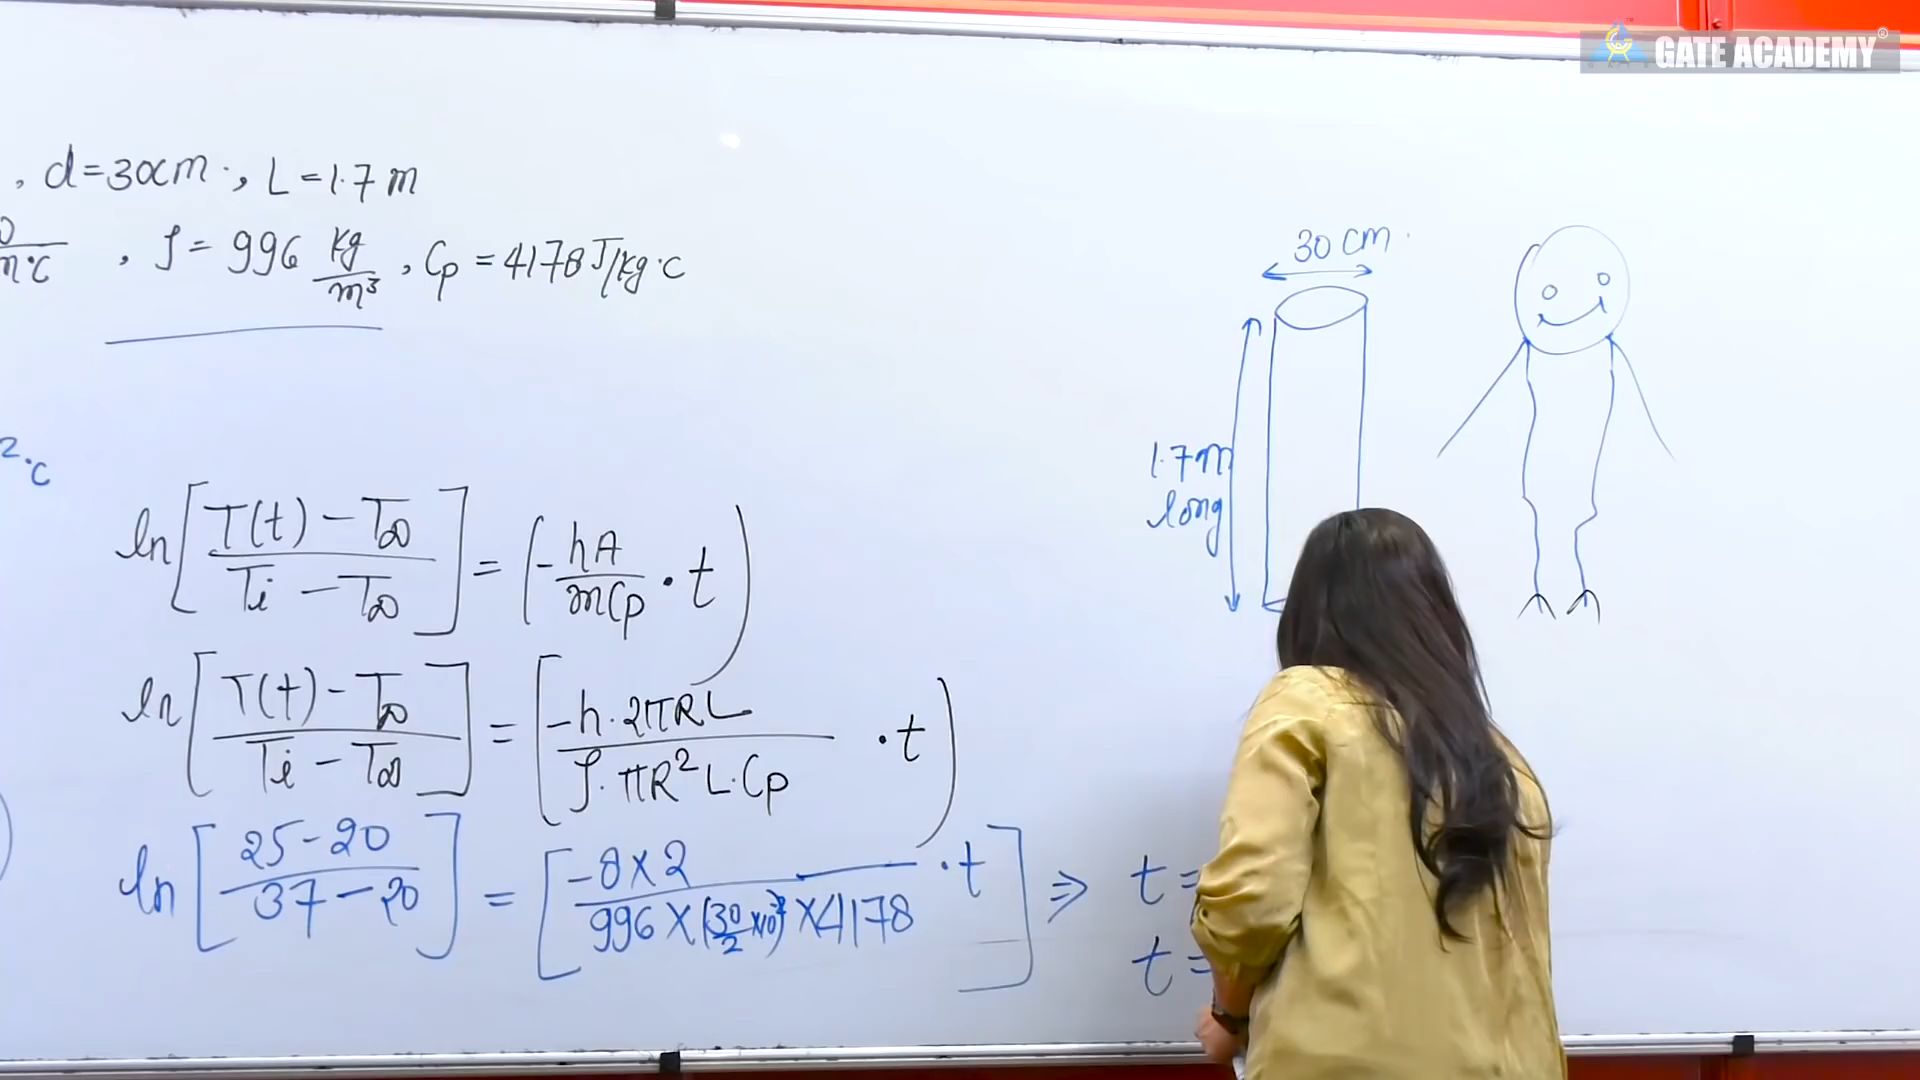 GATE ACADEMY
, d=30cm., L=1.7m
m°C , ρ= 996 kg/m³ , Cp = 4178 J/kg°C
30 cm.
²°C
1.7m
long
ln[T(t) - T∞ / Ti - T∞] = (-hA / mCp · t)
ln[T(t) - T∞ / Ti - T∞] = [-h·2πRL / ρ·πR²L·Cp · t)
ln[25-20 / 37-20] = [-8×2 / 996×(30/2 ×10⁻²)×4178 · t] ⇒ t=
t=